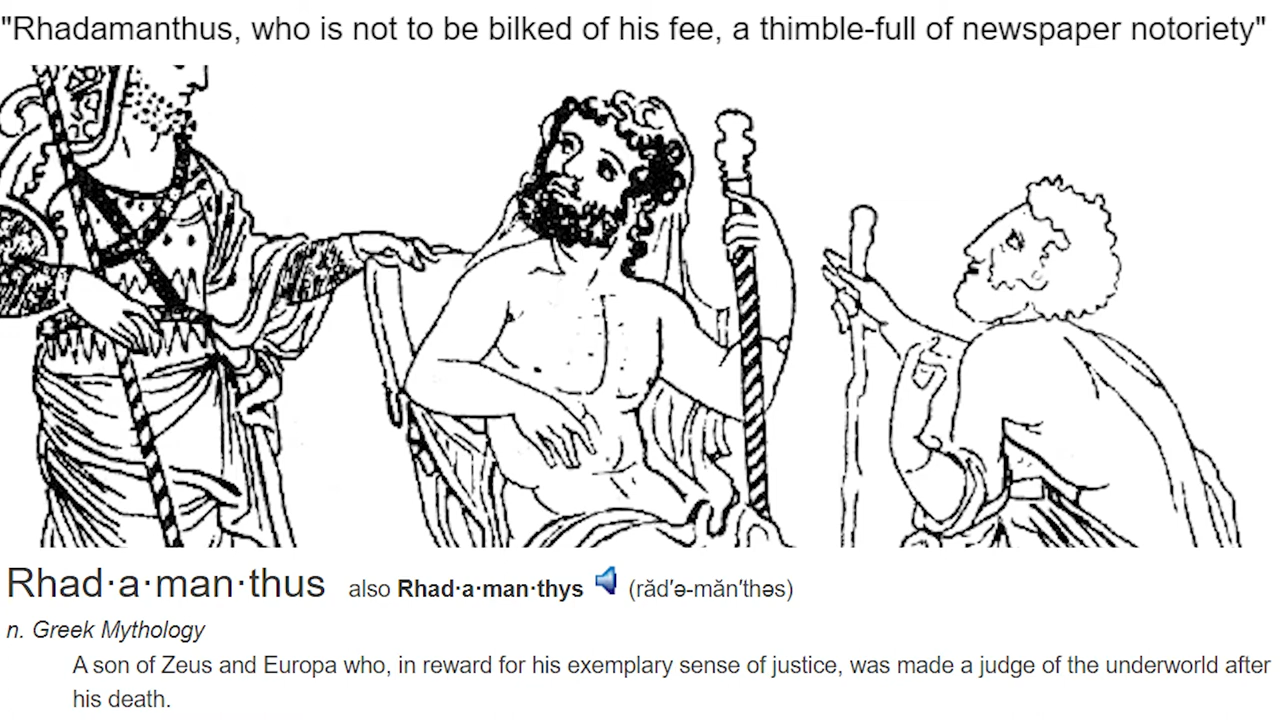 "Rhadamanthus, who is not to be bilked of his fee, a thimble-full of newspaper notoriety"
Rhad·a·man·thus also Rhad·a·man·thys (răd′ə-măn′thəs)
n. Greek Mythology
A son of Zeus and Europa who, in reward for his exemplary sense of justice, was made a judge of the underworld after
his death.